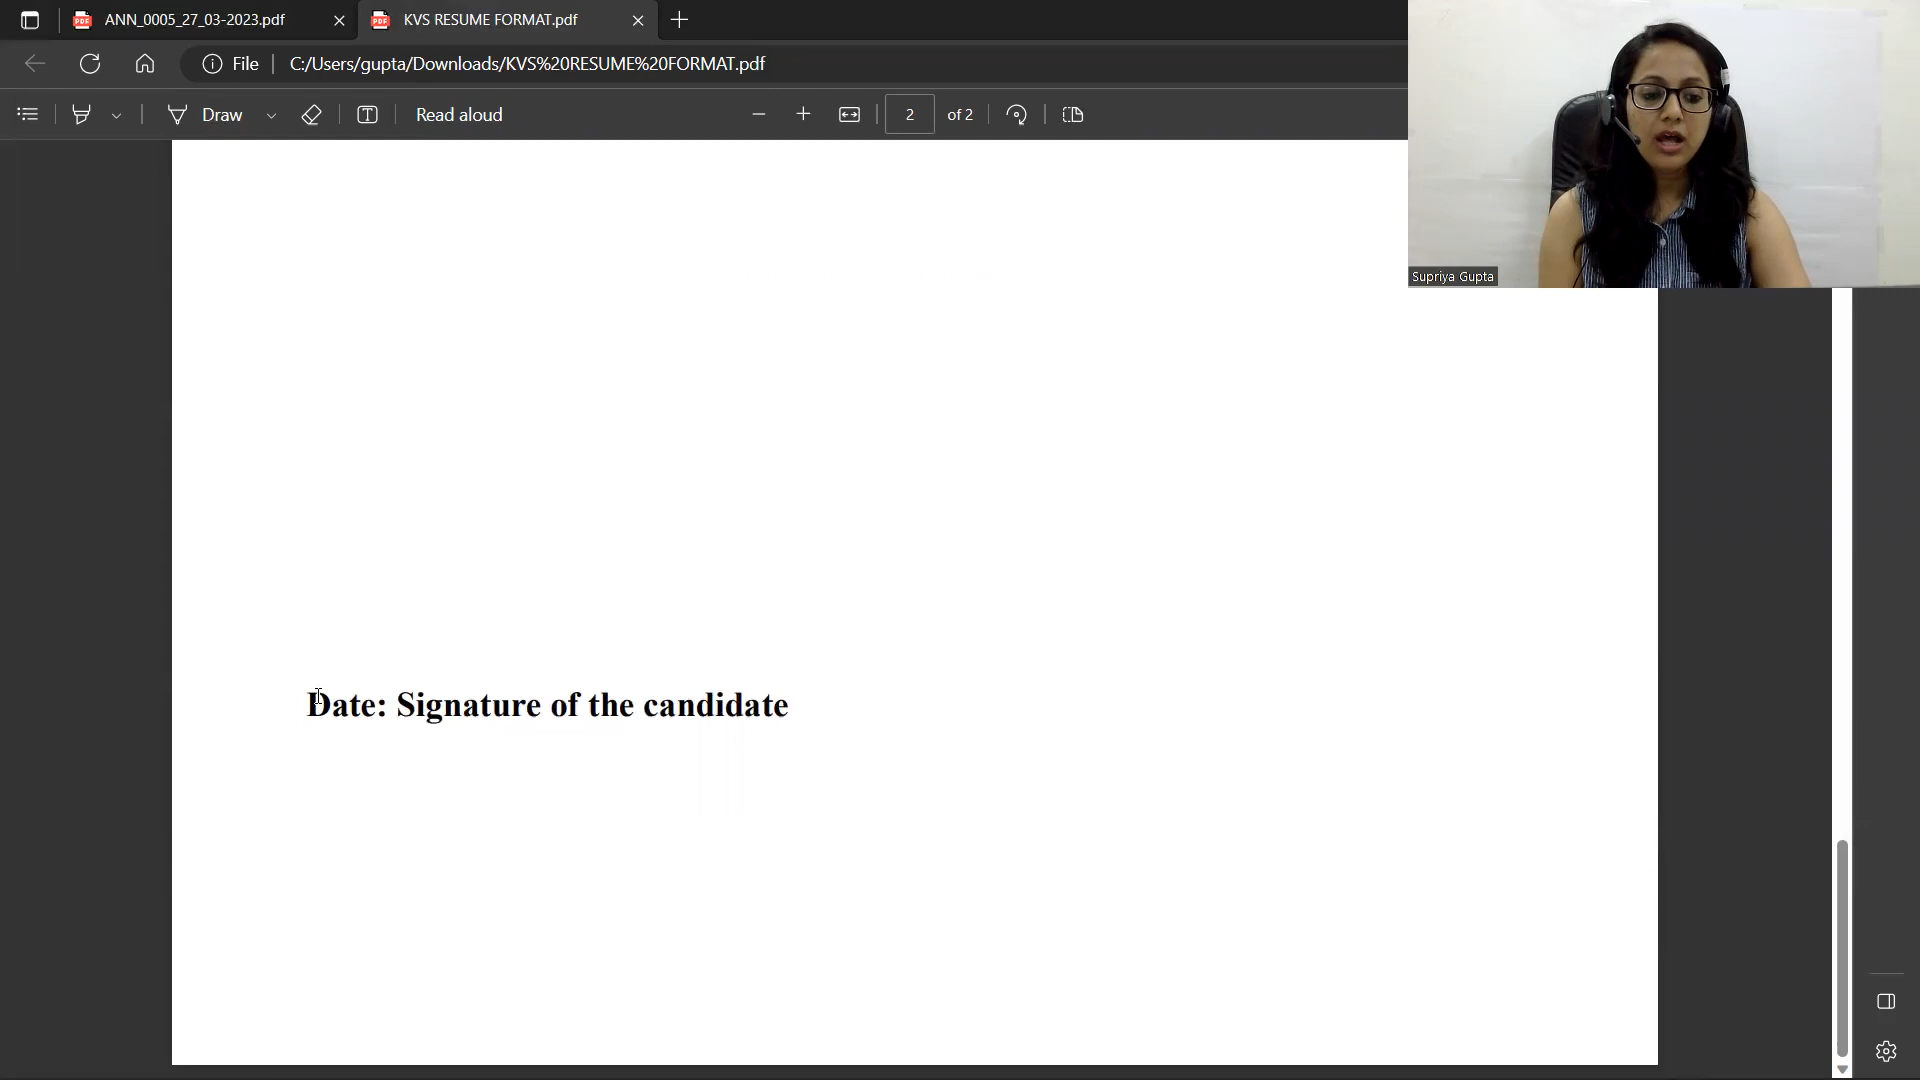 ANN_0005_27_03-2023.pdf
KVS RESUME FORMAT.pdf
File
C:/Users/gupta/Downloads/KVS%20RESUME%20FORMAT.pdf
Draw
Read aloud
2 of 2
Supriya Gupta
Date: Signature of the candidate